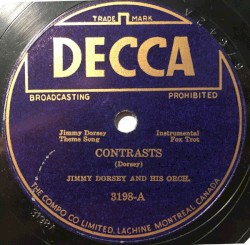 TRADE MARK
DECCA
BROADCASTING PROHIBITED
Jimmy Dorsey Instrumental
Theme Song Fox Trot
CONTRASTS
(Dorsey)
JIMMY DORSEY AND HIS ORCH.
3198-A
THE COMPO CO LIMITED, LACHINE MONTREAL CANADA